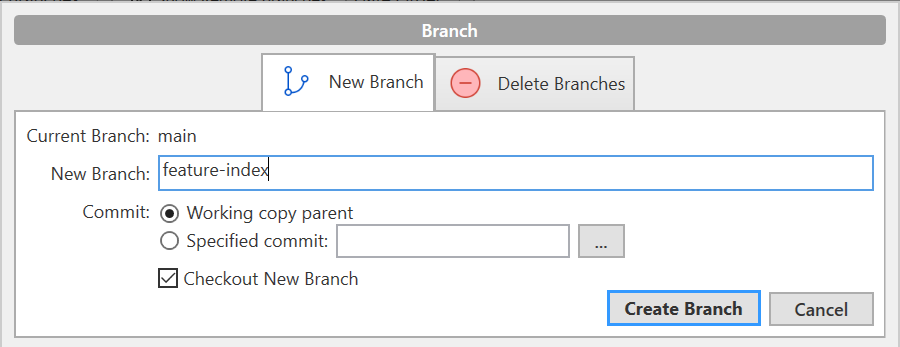 Branch
New Branch
Delete Branches
Current Branch: main
New Branch: feature-index
Commit: Working copy parent
Specified commit: ...
Checkout New Branch
Create Branch Cancel